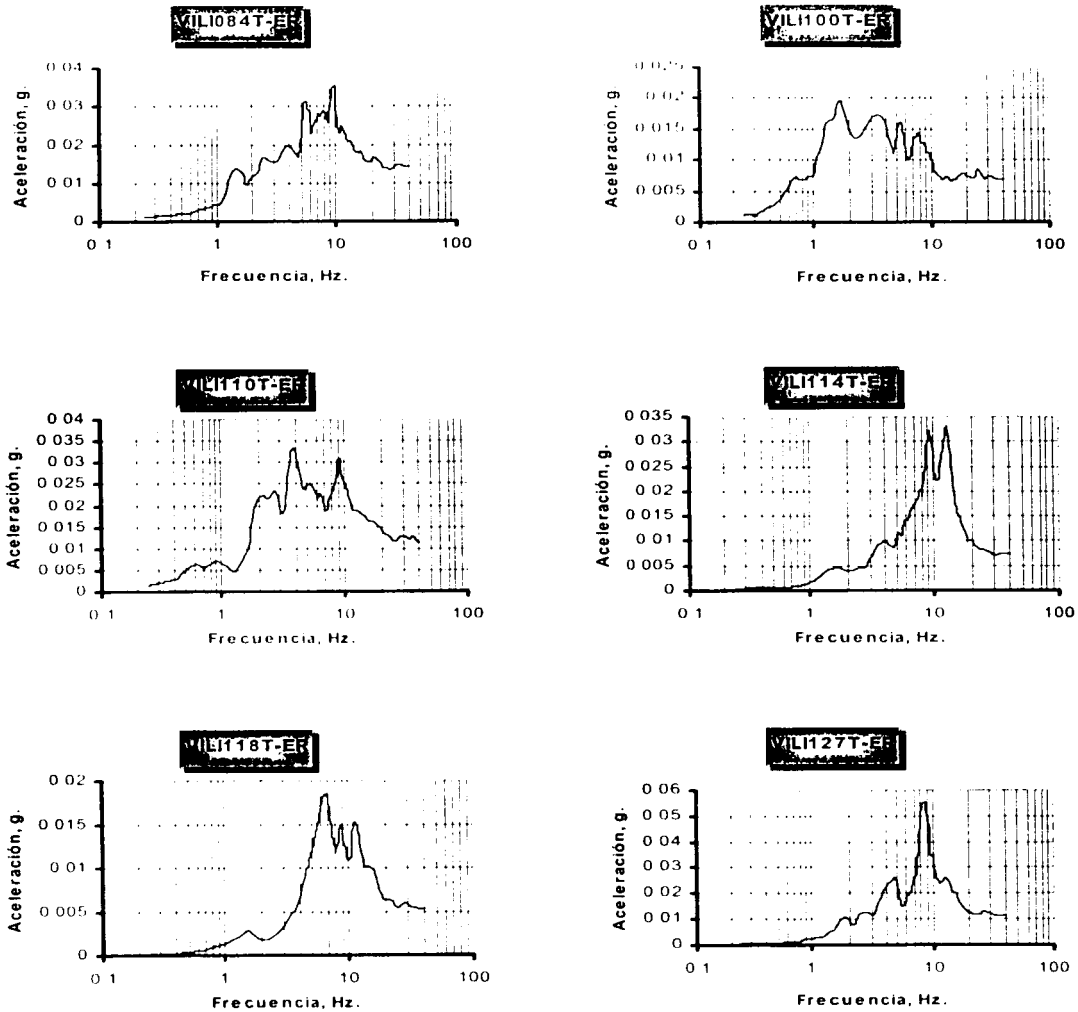 VILI084T-ER
Aceleración, g.
0.04
0.03
0.02
0.01
0
0.1 1 10 100
Frecuencia, Hz.
VILI100T-ER
Aceleración, g.
0.025
0.02
0.015
0.01
0.005
0
0.1 1 10 100
Frecuencia, Hz.
VILI110T-ER
Aceleración, g.
0.04
0.035
0.03
0.025
0.02
0.015
0.01
0.005
0
0.1 1 10 100
Frecuencia, Hz.
VILI114T-ER
Aceleración, g.
0.035
0.03
0.025
0.02
0.015
0.01
0.005
0
0.1 1 10 100
Frecuencia, Hz.
VILI118T-ER
Aceleración, g.
0.02
0.015
0.01
0.005
0
0.1 1 10 100
Frecuencia, Hz.
VILI127T-ER
Aceleración, g.
0.06
0.05
0.04
0.03
0.02
0.01
0
0.1 1 10 100
Frecuencia, Hz.